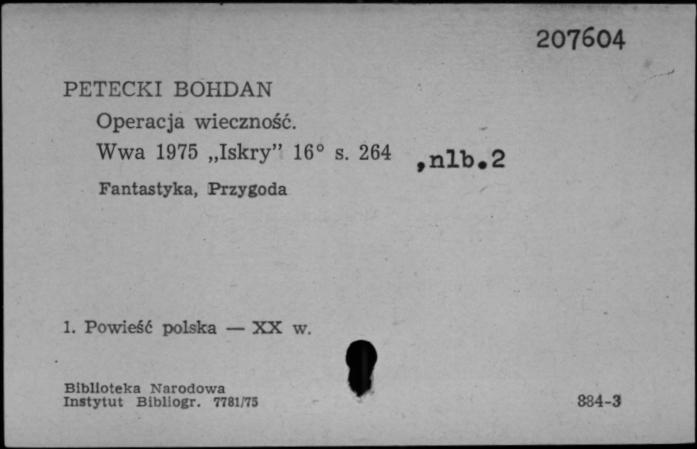 207604
PETECKI BOHDAN
Operacja wieczność.
Wwa 1975 „Iskry” 16° s. 264 ,nlb.2
Fantastyka, Przygoda
1. Powieść polska — XX w.
Biblioteka Narodowa
Instytut Bibliogr. 7781/75
884-3